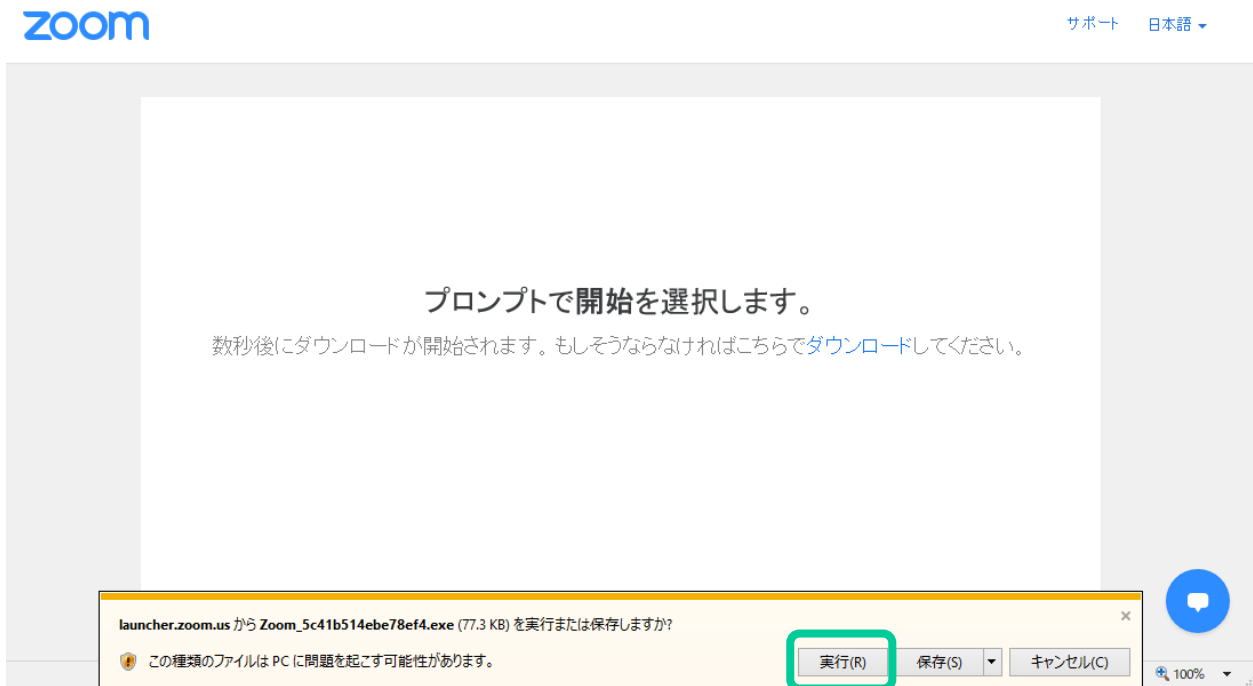 zoom
サポート 日本語
プロンプトで開始を選択します。
数秒後にダウンロードが開始されます。もしそうならなければこちらでダウンロードしてください。
launcher.zoom.us から Zoom_5c41b514ebe78ef4.exe (77.3 KB) を実行または保存しますか?
この種類のファイルは PC に問題を起こす可能性があります。
実行(R) 保存(S) キャンセル(C)
100%